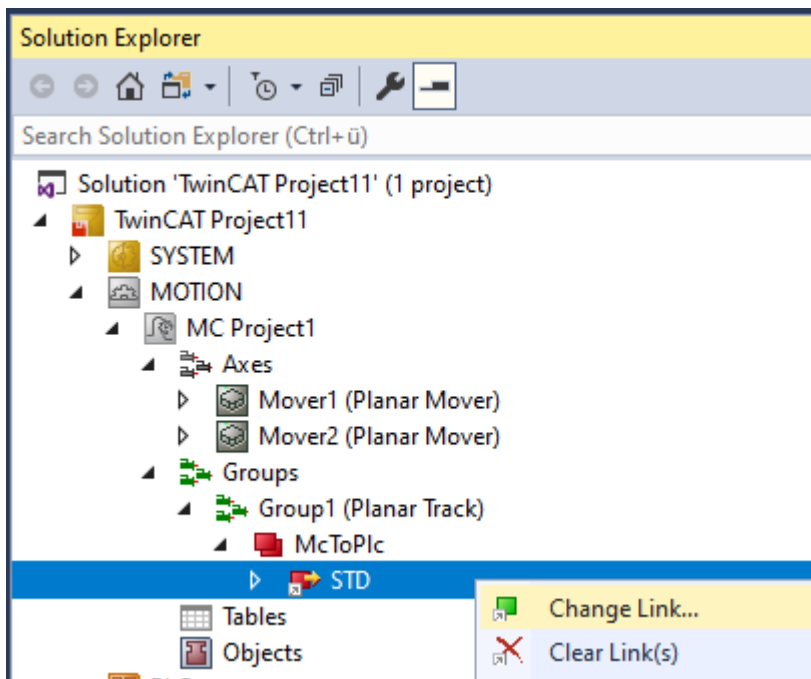 Solution Explorer
Search Solution Explorer (Ctrl+ü)
Solution 'TwinCAT Project11' (1 project)
TwinCAT Project11
SYSTEM
MOTION
MC Project1
Axes
Mover1 (Planar Mover)
Mover2 (Planar Mover)
Groups
Group1 (Planar Track)
McToPlc
STD
Change Link...
Tables
Clear Link(s)
Objects